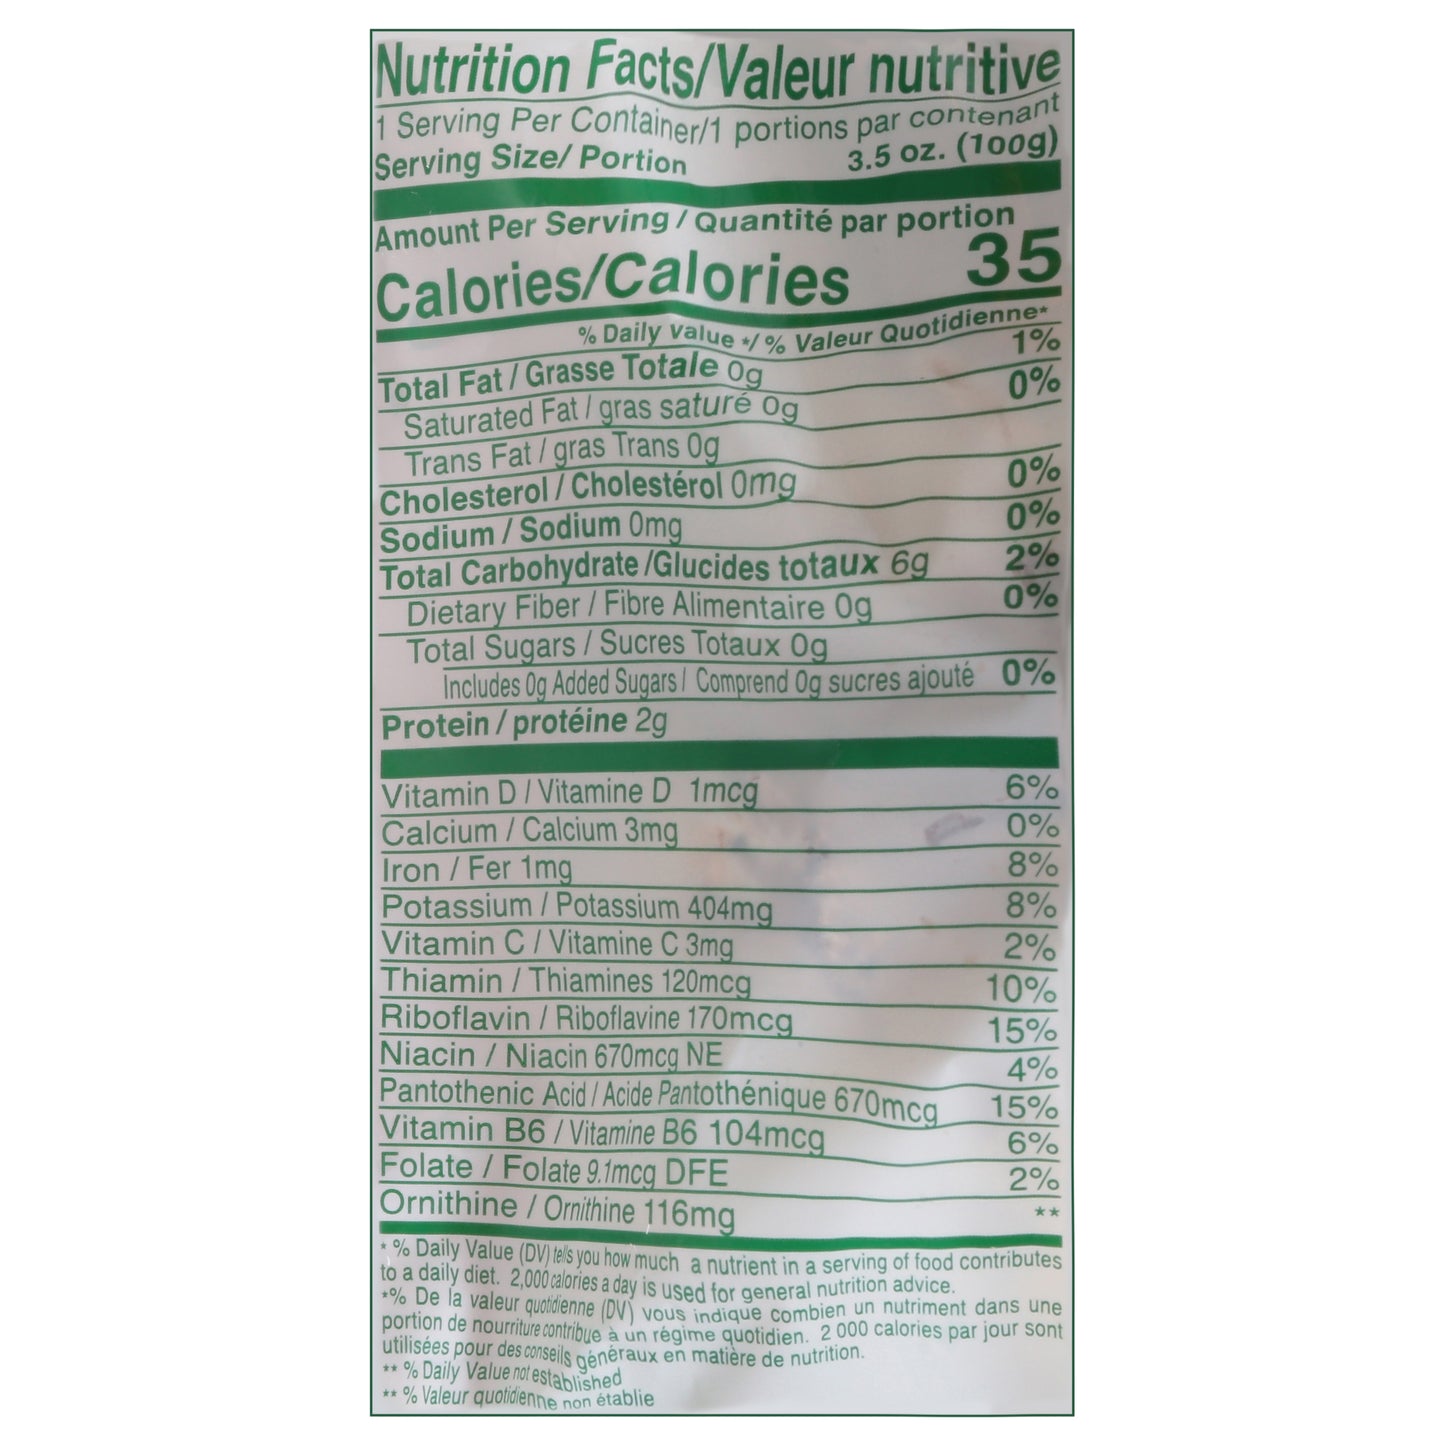 Nutrition Facts/Valeur nutritive
1 Serving Per Container/1 portions par contenant
Serving Size/ Portion 3.5 oz. (100g)
Amount Per Serving / Quantité par portion
Calories/Calories 35
% Daily Value */ % Valeur Quotidienne*
Total Fat / Grasse Totale 0g 1%
Saturated Fat / gras saturé 0g 0%
Trans Fat / gras Trans 0g
Cholesterol / Cholestérol 0mg 0%
Sodium / Sodium 0mg 0%
Total Carbohydrate /Glucides totaux 6g 2%
Dietary Fiber / Fibre Alimentaire 0g 0%
Total Sugars / Sucres Totaux 0g
Includes 0g Added Sugars / Comprend 0g sucres ajouté 0%
Protein / protéine 2g
Vitamin D / Vitamine D 1mcg 6%
Calcium / Calcium 3mg 0%
Iron / Fer 1mg 8%
Potassium / Potassium 404mg 8%
Vitamin C / Vitamine C 3mg 2%
Thiamin / Thiamines 120mcg 10%
Riboflavin / Riboflavine 170mcg 15%
Niacin / Niacin 670mcg NE 4%
Pantothenic Acid / Acide Pantothénique 670mcg 15%
Vitamin B6 / Vitamine B6 104mcg 6%
Folate / Folate 9.1mcg DFE 2%
Ornithine / Ornithine 116mg **
* % Daily Value (DV) tells you how much a nutrient in a serving of food contributes
to a daily diet. 2,000 calories a day is used for general nutrition advice.
*% De la valeur quotidienne (DV) vous indique combien un nutriment dans une
portion de nourriture contribue à un régime quotidien. 2 000 calories par jour sont
utilisées pour des conseils généraux en matière de nutrition.
** % Daily Value not established
** % Valeur quotidienne non établie